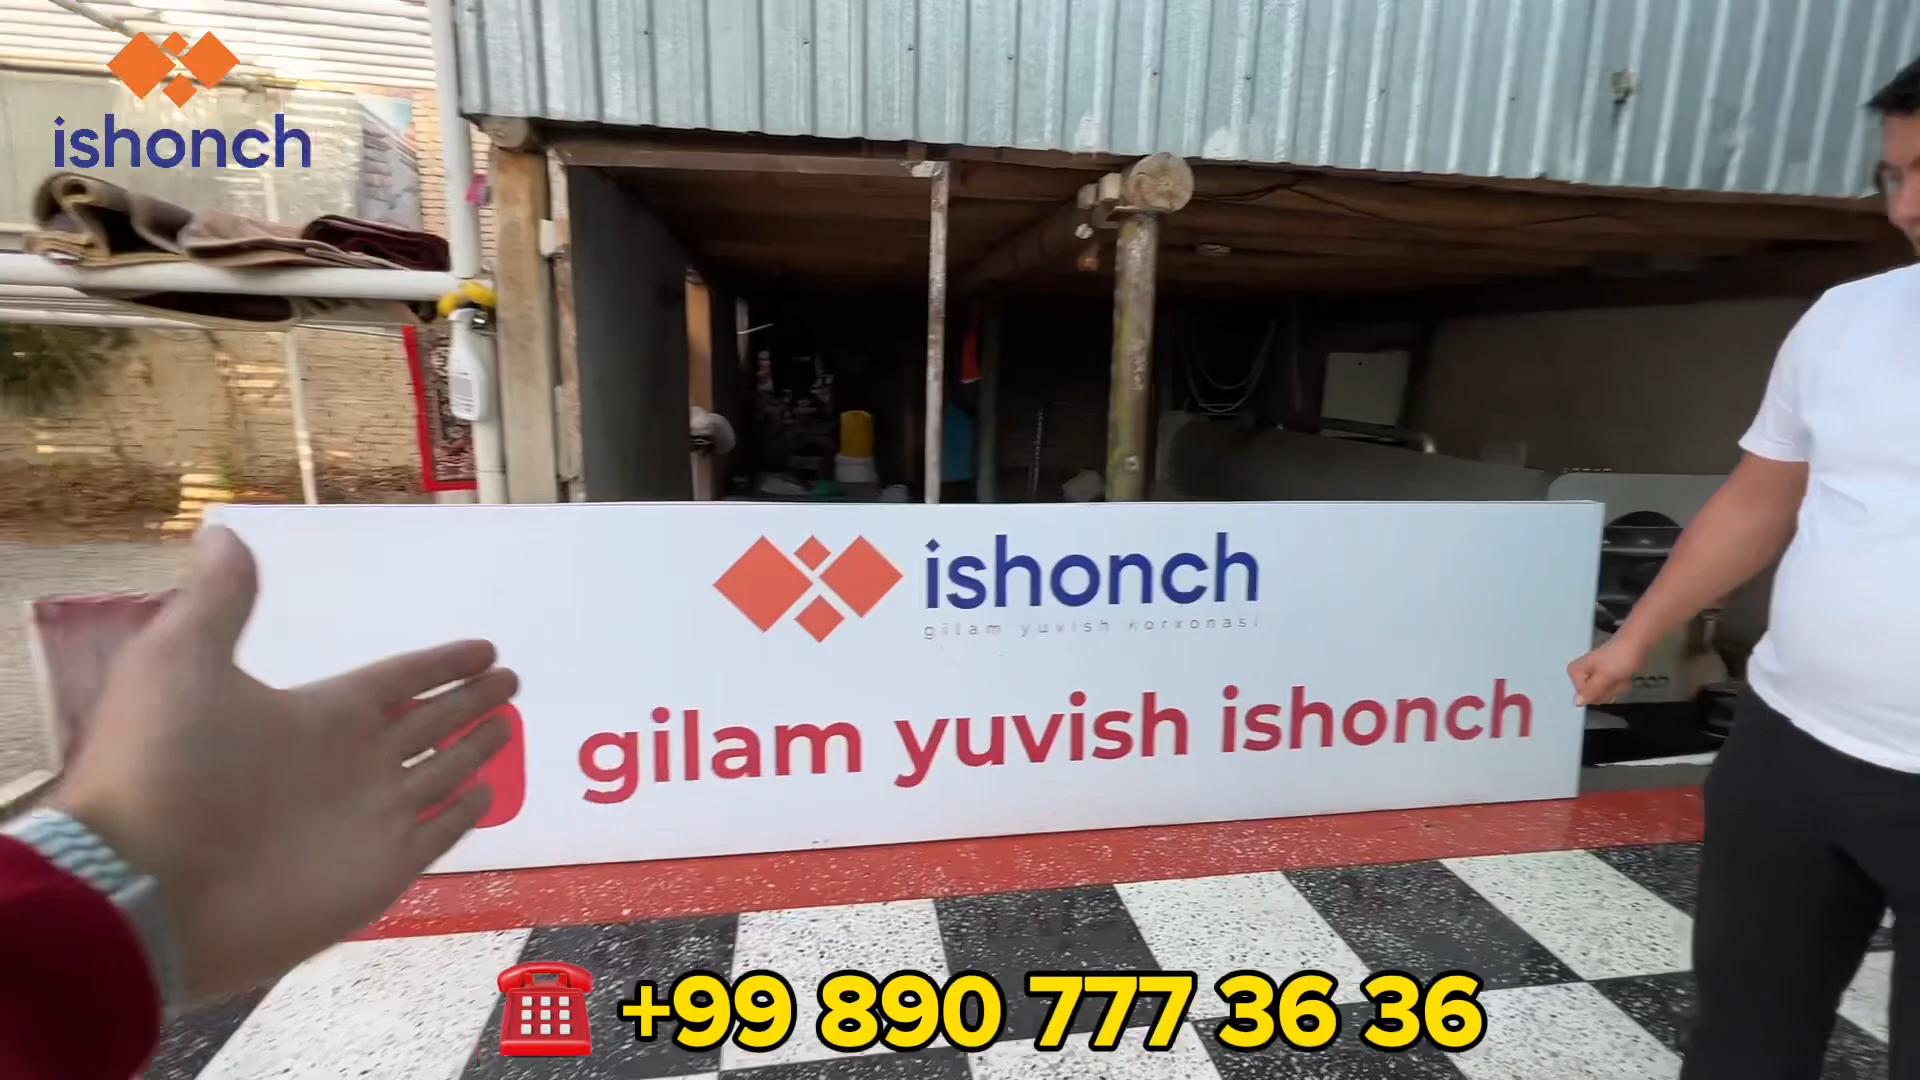 ishonch
ishonch
gilam yuvish korxonasi
gilam yuvish ishonch
+99 890 777 36 36